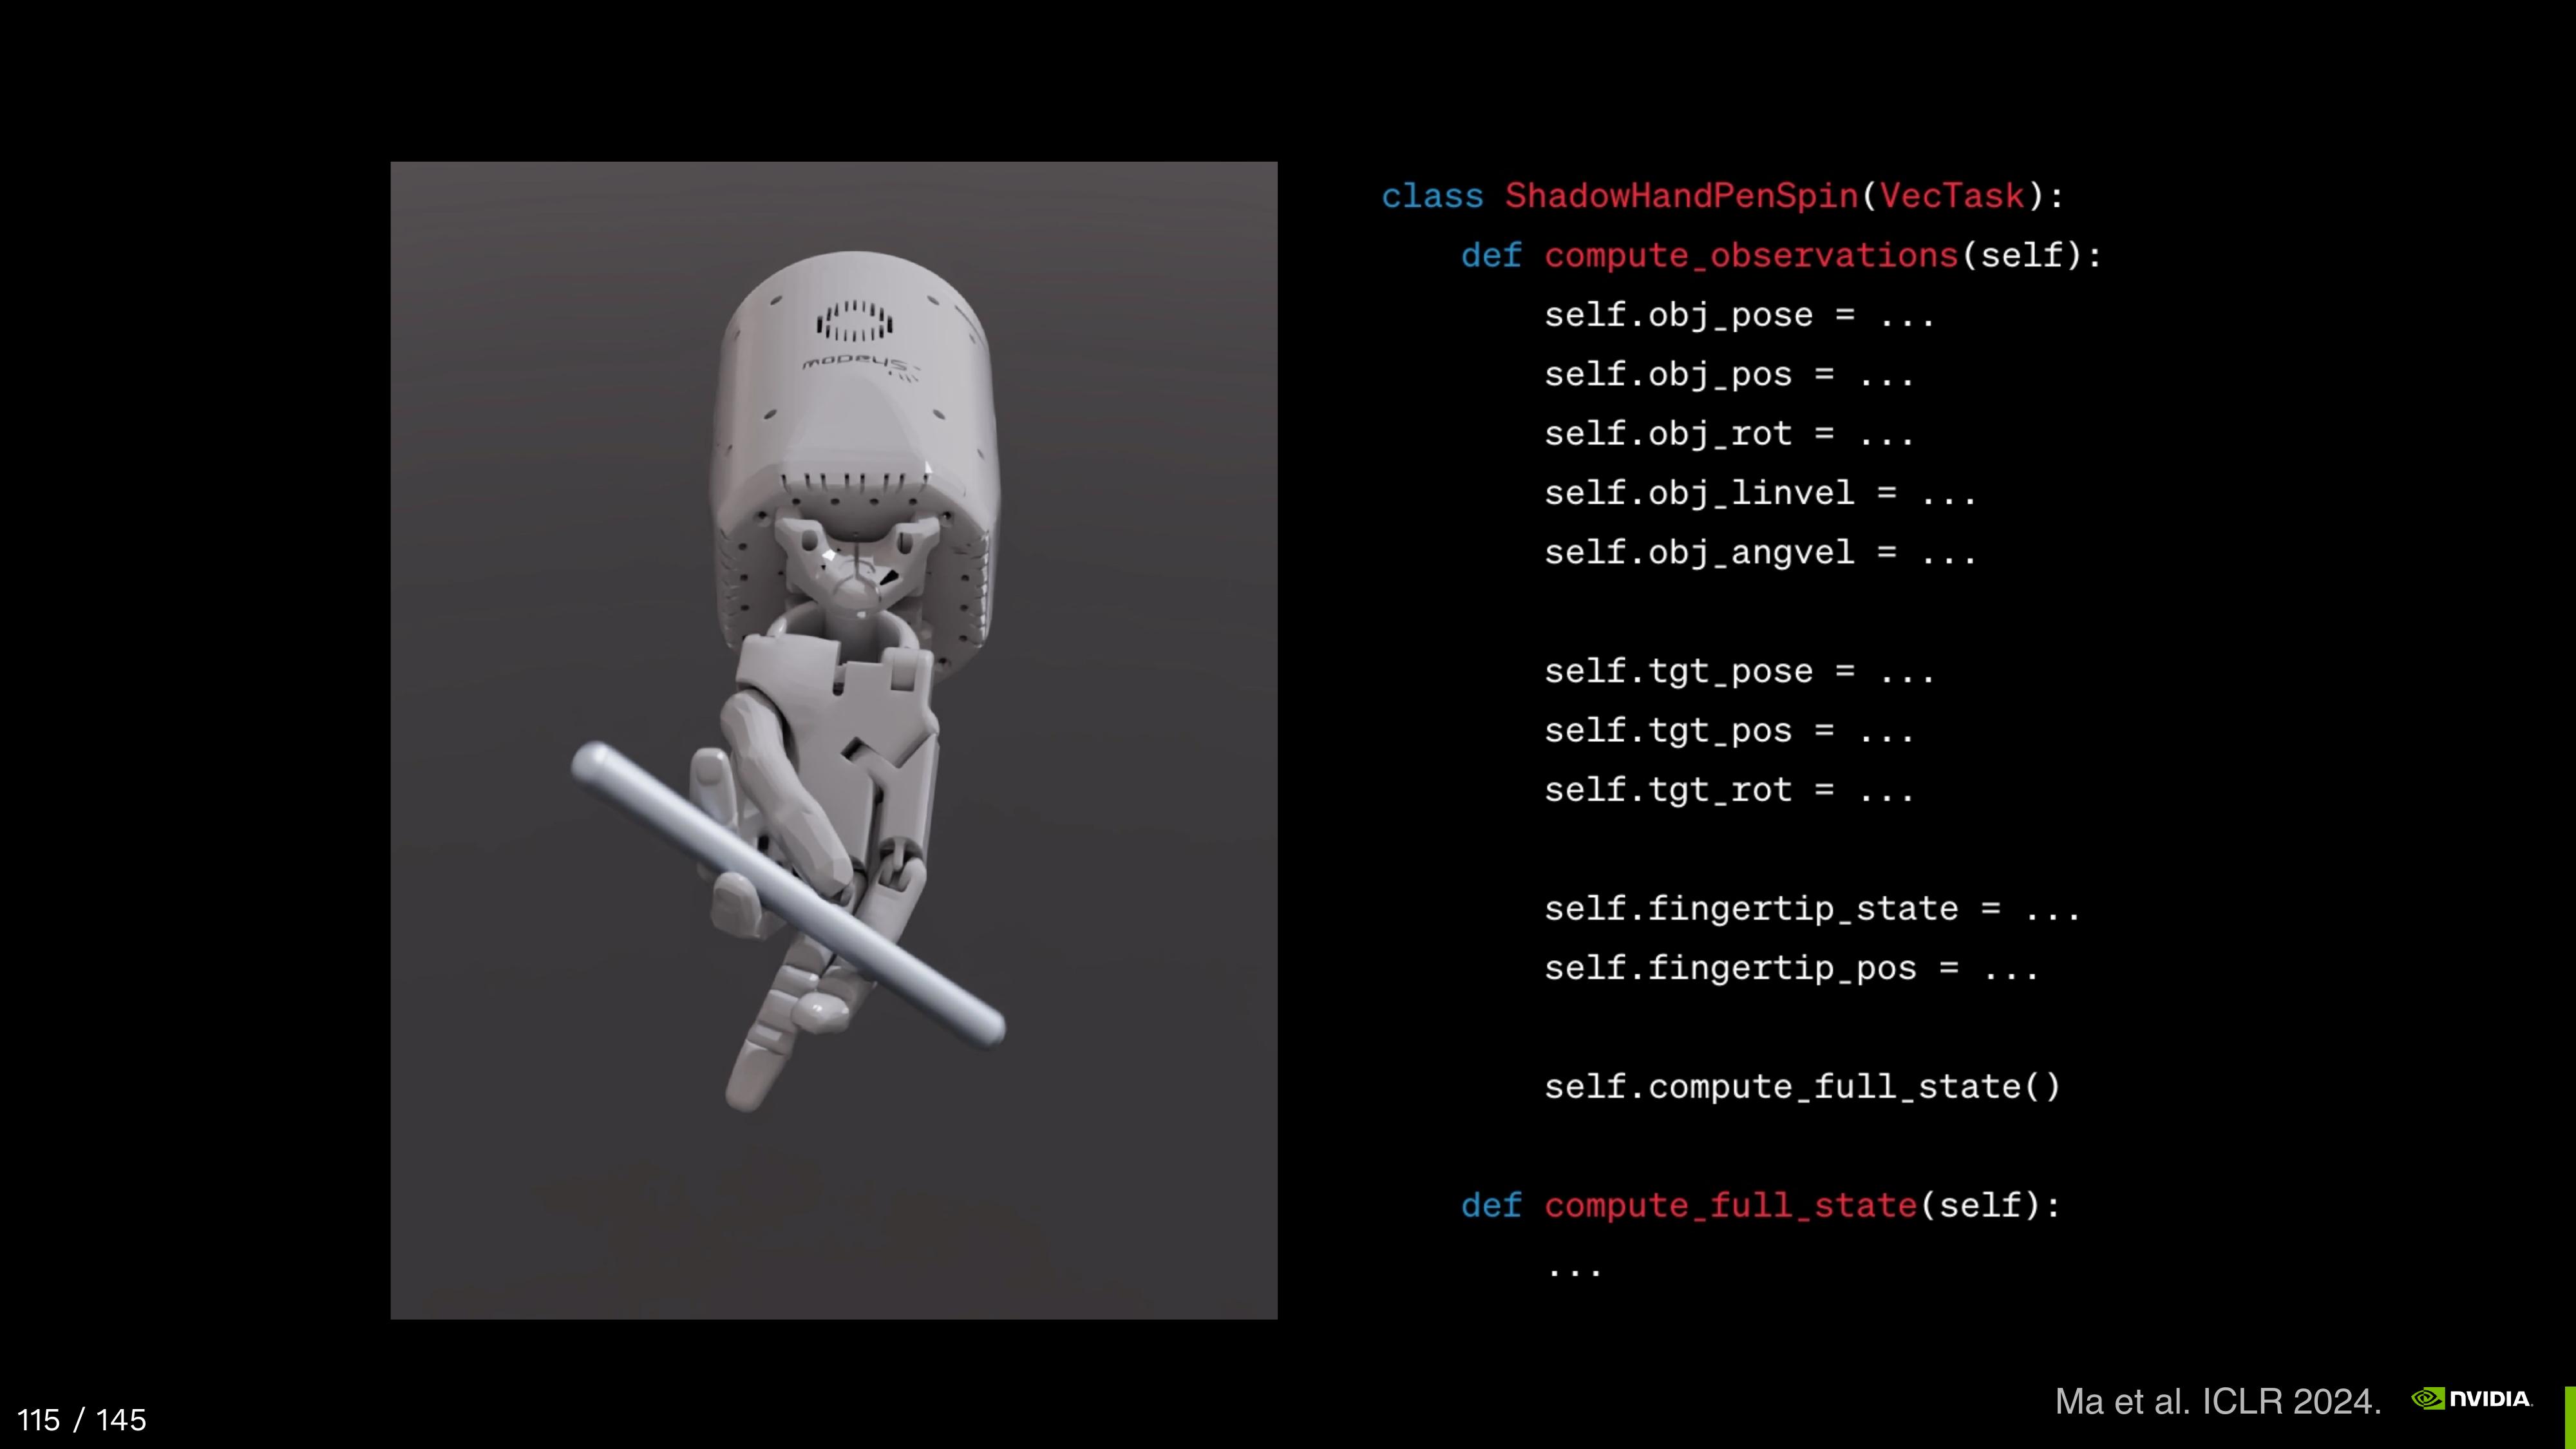 class ShadowHandPenSpin(VecTask):
def compute_observations(self):
self.obj_pose = ...
self.obj_pos = ...
self.obj_rot = ...
self.obj_linvel = ...
self.obj_angvel = ...
self.tgt_pose = ...
self.tgt_pos = ...
self.tgt_rot = ...
self.fingertip_state = ...
self.fingertip_pos = ...
self.compute_full_state()
def compute_full_state(self):
...
115 / 145
Ma et al. ICLR 2024.
NVIDIA.